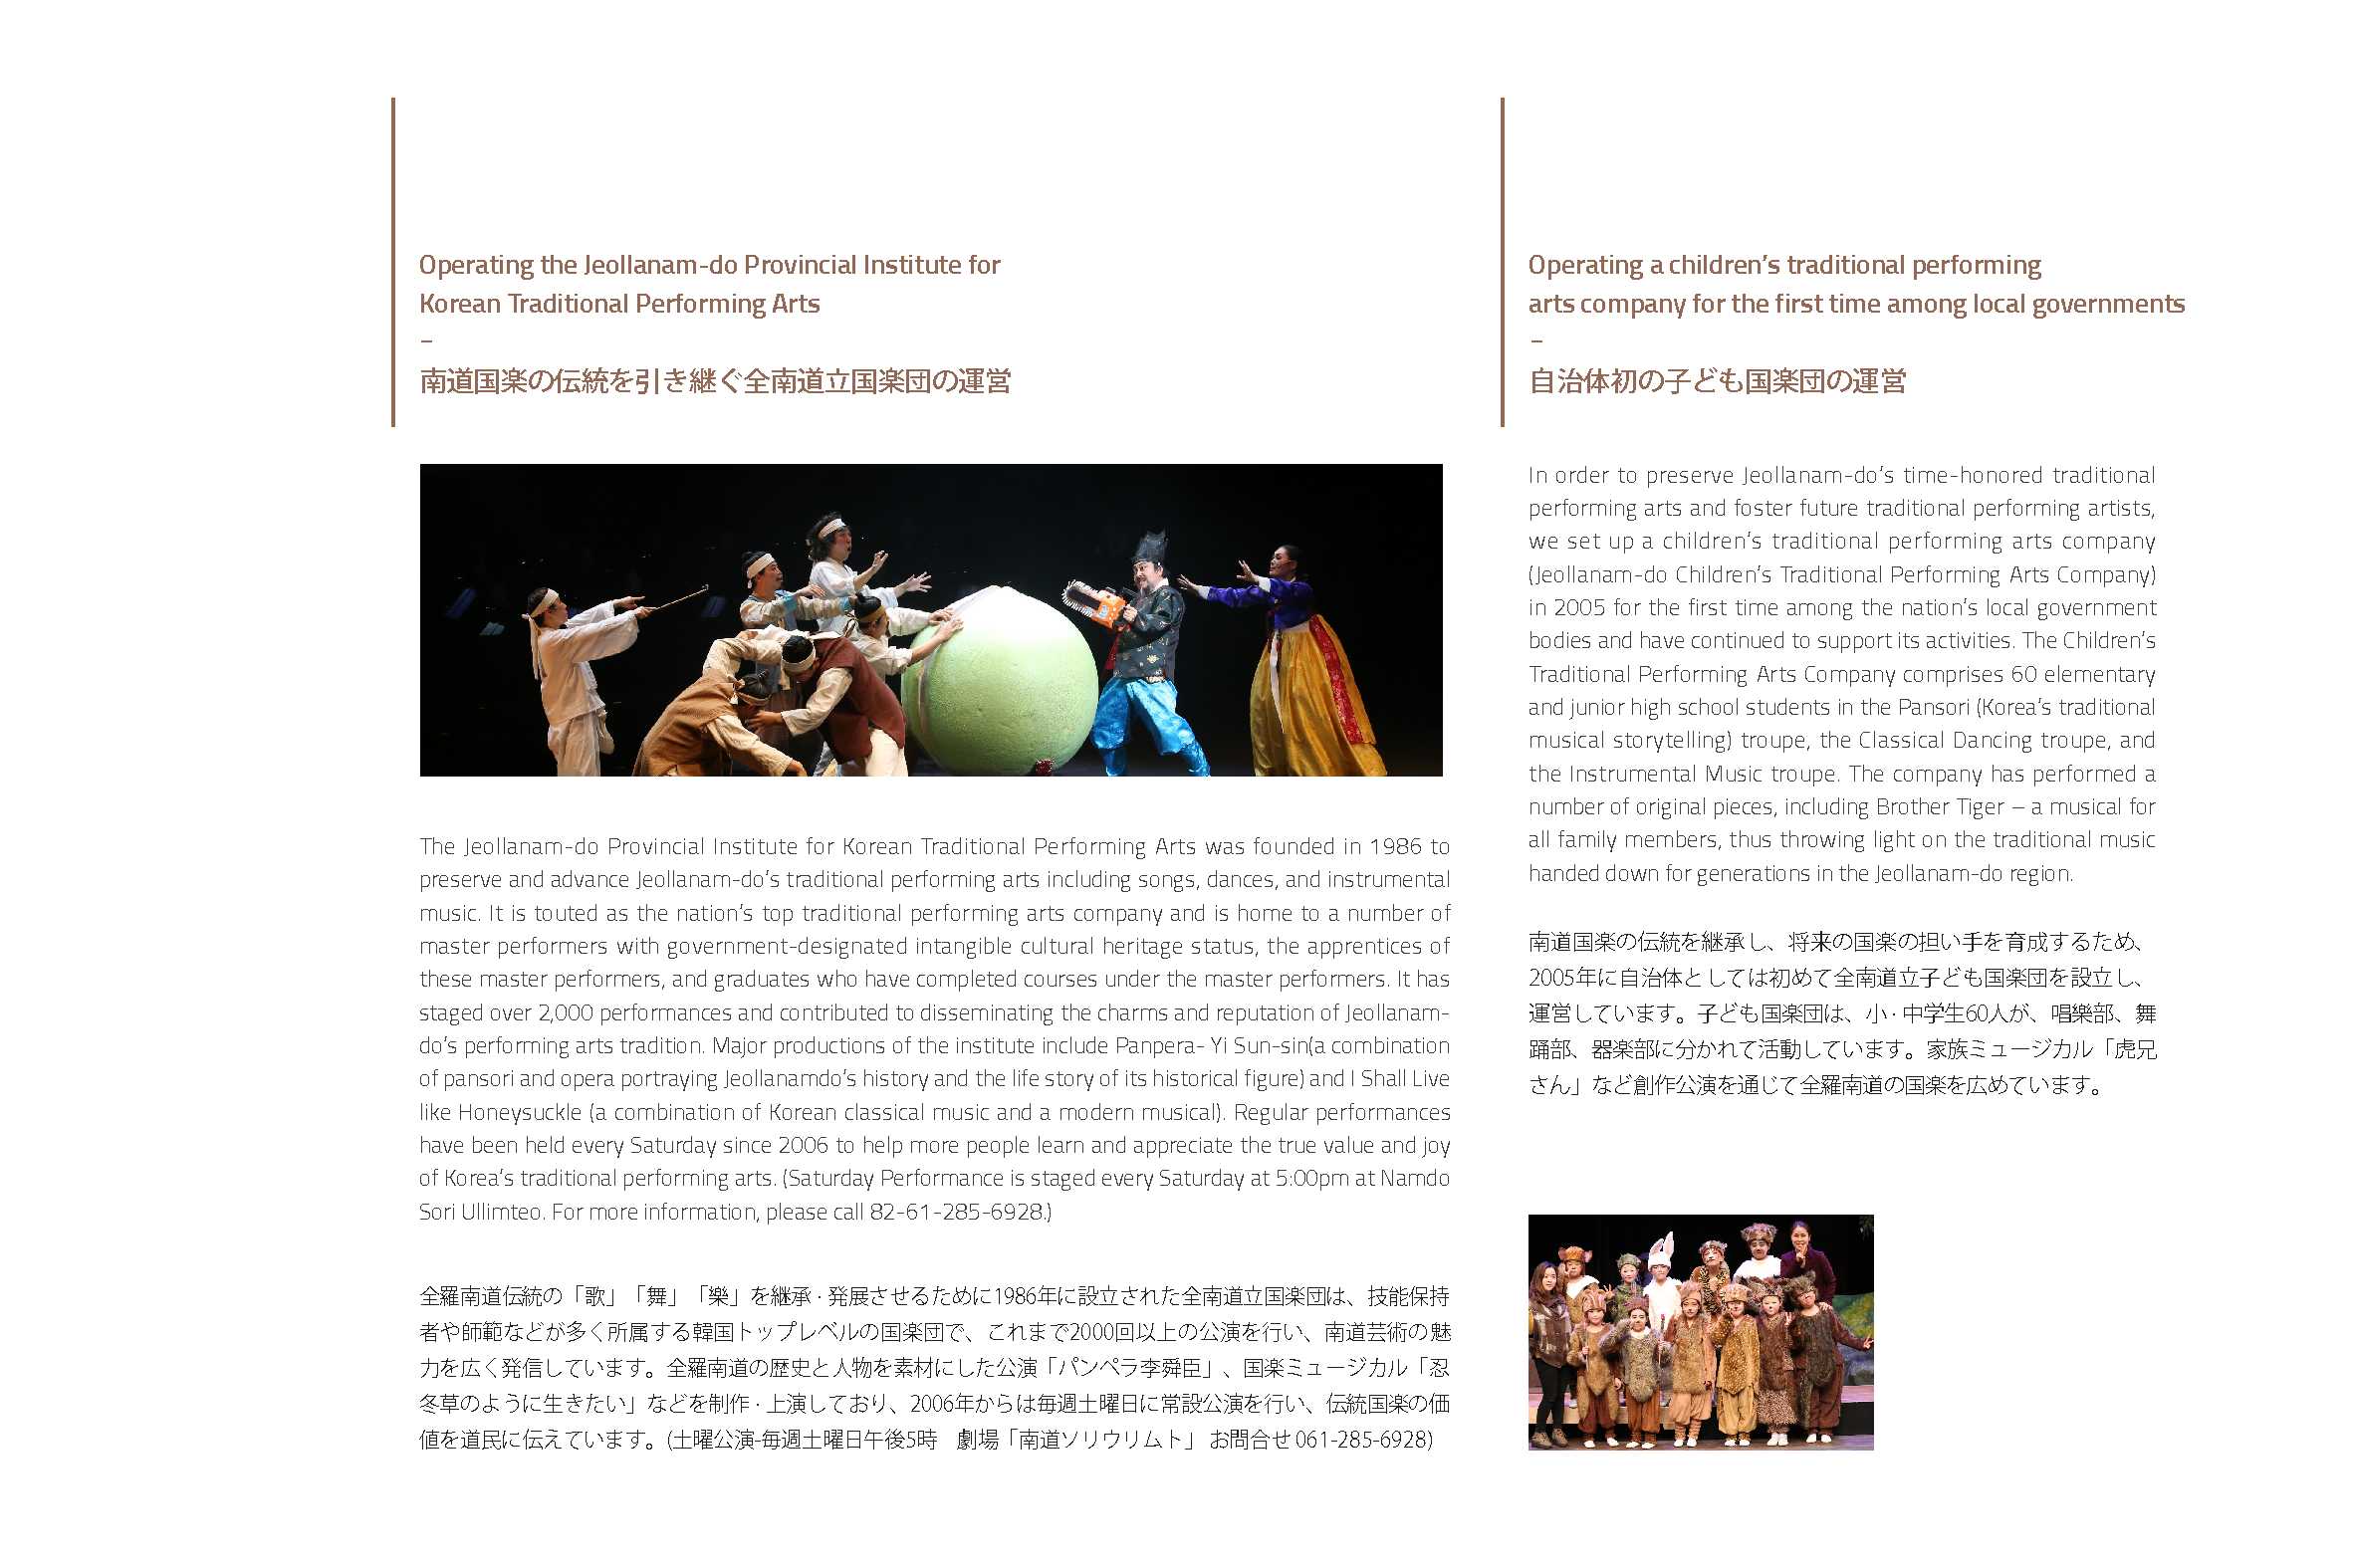 Operating the Jeollanam-do Provincial Institute for
Korean Traditional Performing Arts
–
南道国楽の伝統を引き継ぐ全南道立国楽団の運営
The Jeollanam-do Provincial Institute for Korean Traditional Performing Arts was founded in 1986 to
preserve and advance Jeollanam-do’s traditional performing arts including songs, dances, and instrumental
music. It is touted as the nation’s top traditional performing arts company and is home to a number of
master performers with government-designated intangible cultural heritage status, the apprentices of
these master performers, and graduates who have completed courses under the master performers. It has
staged over 2,000 performances and contributed to disseminating the charms and reputation of Jeollanam-
do’s performing arts tradition. Major productions of the institute include Panpera- Yi Sun-sin(a combination
of pansori and opera portraying Jeollanamdo’s history and the life story of its historical figure) and I Shall Live
like Honeysuckle (a combination of Korean classical music and a modern musical). Regular performances
have been held every Saturday since 2006 to help more people learn and appreciate the true value and joy
of Korea’s traditional performing arts. (Saturday Performance is staged every Saturday at 5:00pm at Namdo
Sori Ullimteo. For more information, please call 82-61-285-6928.)
全羅南道伝統の「歌」「舞」「樂」を継承 · 発展させるために1986年に設立された全南道立国楽団は、技能保持
者や師範などが多く所属する韓国トップレベルの国楽団で、これまで2000回以上の公演を行い、南道芸術の魅
力を広く発信しています。全羅南道の歴史と人物を素材にした公演「パンペラ李舜臣」、国楽ミュージカル「忍
冬草のように生きたい」などを制作 · 上演しており、2006年からは毎週土曜日に常設公演を行い、伝統国楽の価
値を道民に伝えています。(土曜公演-毎週土曜日午後5時　劇場「南道ソリウリムト」 お問合せ 061-285-6928)
Operating a children’s traditional performing
arts company for the first time among local governments
–
自治体初の子ども国楽団の運営
In order to preserve Jeollanam-do’s time-honored traditional
performing arts and foster future traditional performing artists,
we set up a children’s traditional performing arts company
(Jeollanam-do Children’s Traditional Performing Arts Company)
in 2005 for the first time among the nation’s local government
bodies and have continued to support its activities. The Children’s
Traditional Performing Arts Company comprises 60 elementary
and junior high school students in the Pansori (Korea’s traditional
musical storytelling) troupe, the Classical Dancing troupe, and
the Instrumental Music troupe. The company has performed a
number of original pieces, including Brother Tiger – a musical for
all family members, thus throwing light on the traditional music
handed down for generations in the Jeollanam-do region.
南道国楽の伝統を継承し、将来の国楽の担い手を育成するため、
2005年に自治体としては初めて全南道立子ども国楽団を設立し、
運営しています。子ども国楽団は、小 · 中学生60人が、唱樂部、舞
踊部、器楽部に分かれて活動しています。家族ミュージカル「虎兄
さん」など創作公演を通じて全羅南道の国楽を広めています。